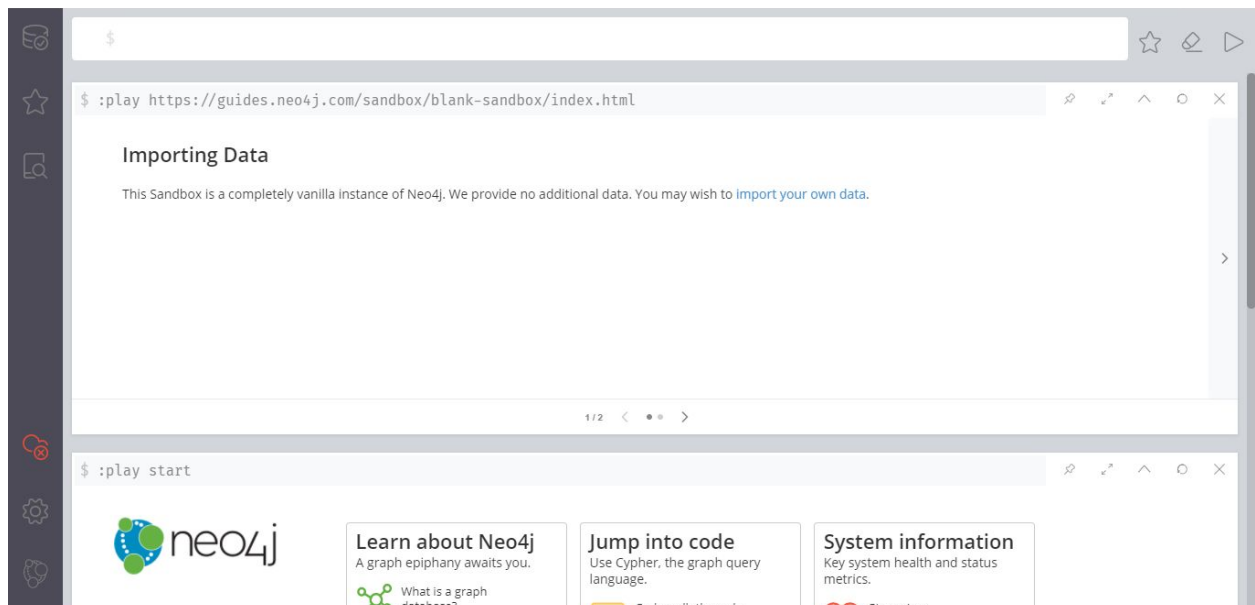 $
$ :play https://guides.neo4j.com/sandbox/blank-sandbox/index.html
Importing Data
This Sandbox is a completely vanilla instance of Neo4j. We provide no additional data. You may wish to import your own data.
1/2
$ :play start
neo4j
Learn about Neo4j
A graph epiphany awaits you.
What is a graph
database?
Jump into code
Use Cypher, the graph query
language.
System information
Key system health and status
metrics.